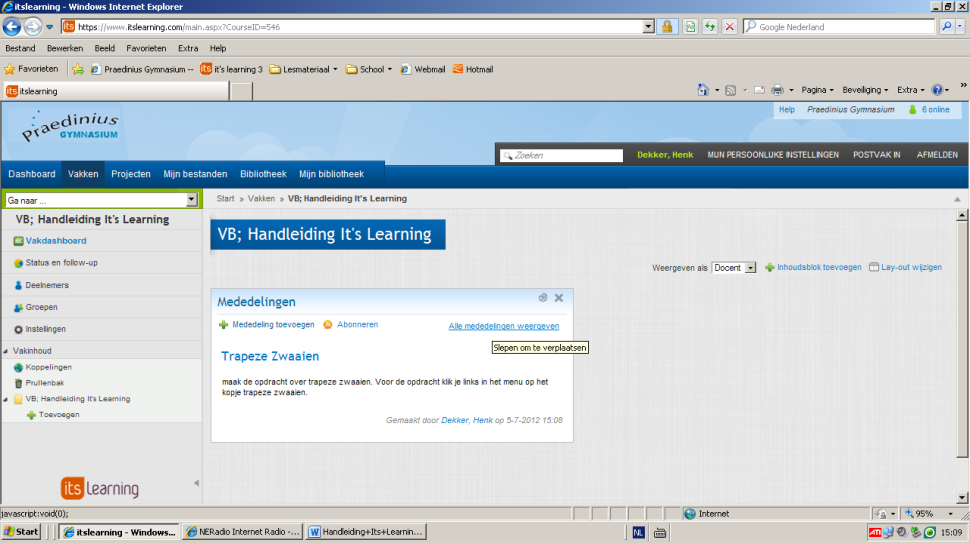 itslearning - Windows Internet Explorer
https://www.itslearning.com/main.aspx?CourseID=546
Google Nederland
Bestand Bewerken Beeld Favorieten Extra Help
Favorieten Praedinius Gymnasium -- it's learning 3 Lesmateriaal School Webmail Hotmail
itslearning
Pagina Beveiliging Extra
Praedinius GYMNASIUM
Help Praedinius Gymnasium 6 online
Zoeken Dekker, Henk MIJN PERSOONLIJKE INSTELLINGEN POSTVAK IN AFMELDEN
Dashboard Vakken Projecten Mijn bestanden Bibliotheek Mijn bibliotheek
Ga naar ...
Start » Vakken » VB; Handleiding It's Learning
VB; Handleiding It's Learning
Vakdashboard
Status en follow-up
Deelnemers
Groepen
Instellingen
Vakinhoud
Koppelingen
Prullenbak
VB; Handleiding It's Learning
Toevoegen
its Learning
VB; Handleiding It's Learning
Weergeven als Docent Inhoudsblok toevoegen Lay-out wijzigen
Mededelingen
Mededeling toevoegen Abonneren Alle mededelingen weergeven
Slepen om te verplaatsen
Trapeze Zwaaien
maak de opdracht over trapeze zwaaien. Voor de opdracht klik je links in het menu op het
kopje trapeze zwaaien.
Gemaakt door Dekker, Henk op 5-7-2012 15:08
javascript:void(0);
Internet
95%
Start itslearning - Windows... NERadio Internet Radio -... Handleiding+Its+Learnin...
NL
ATI
15:09